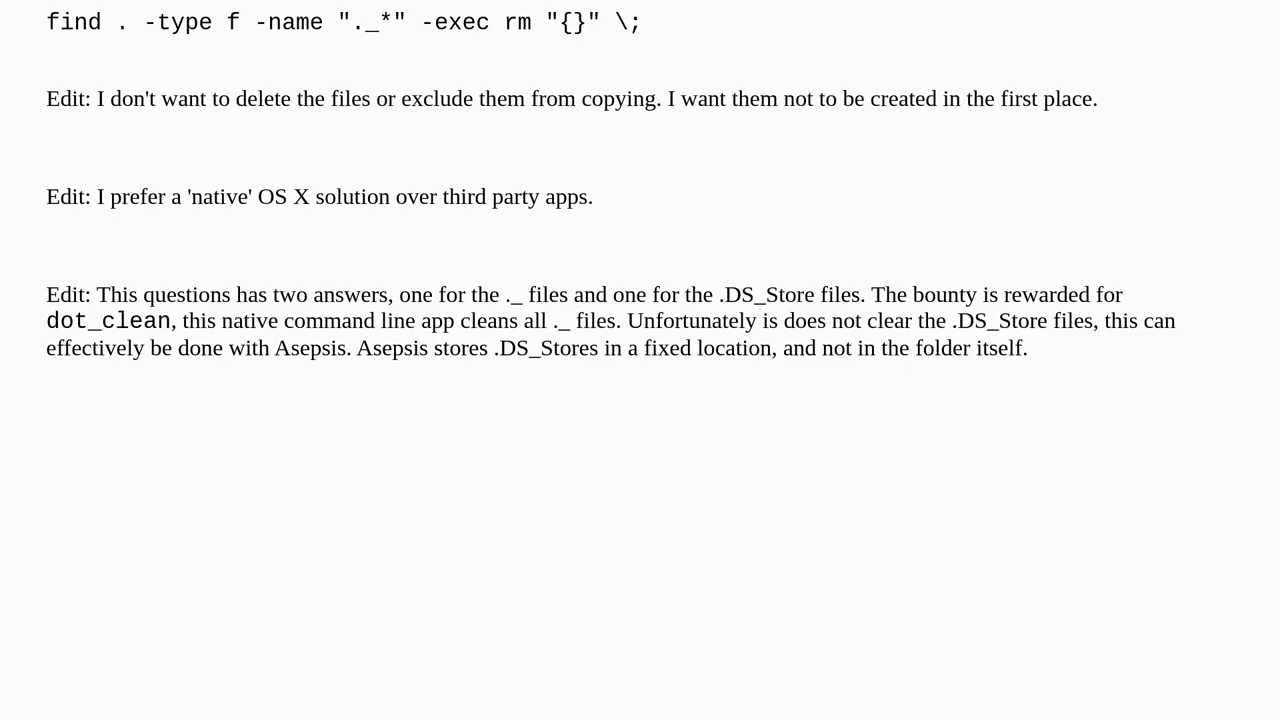 find . -type f -name "._*" -exec rm "{}" \;
Edit: I don't want to delete the files or exclude them from copying. I want them not to be created in the first place.
Edit: I prefer a 'native' OS X solution over third party apps.
Edit: This questions has two answers, one for the ._ files and one for the .DS_Store files. The bounty is rewarded for
dot_clean, this native command line app cleans all ._ files. Unfortunately is does not clear the .DS_Store files, this can
effectively be done with Asepsis. Asepsis stores .DS_Stores in a fixed location, and not in the folder itself.